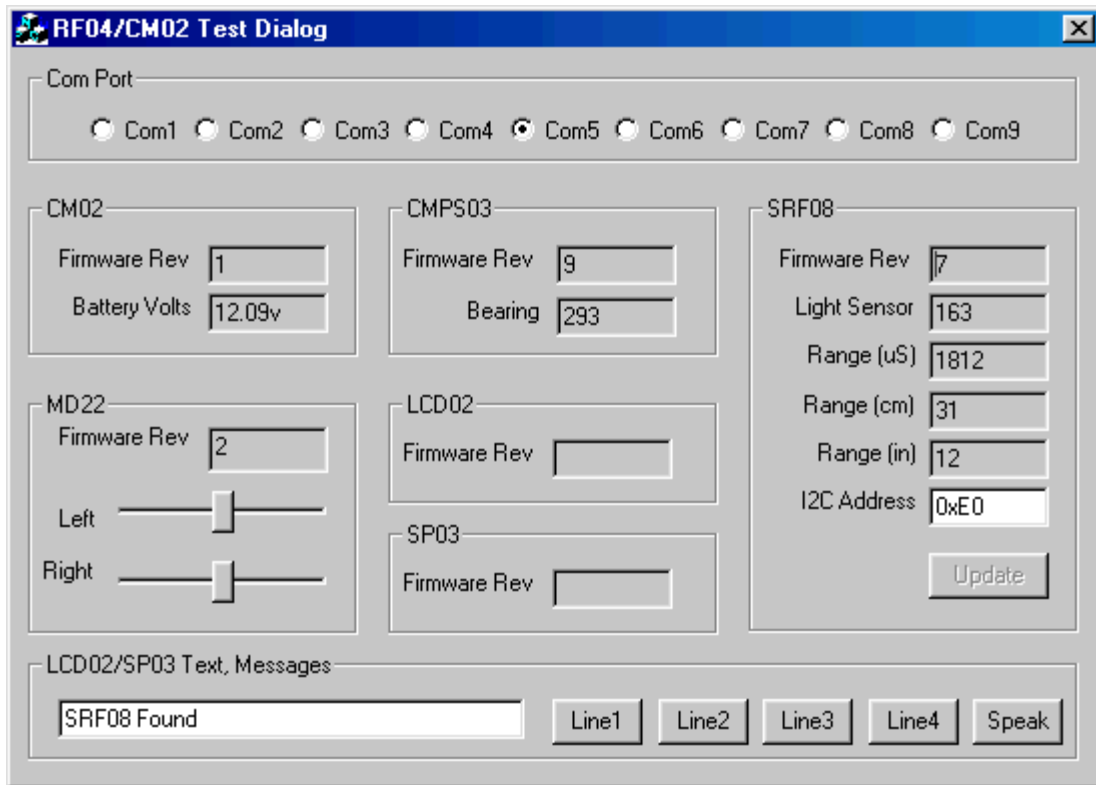 RF04/CM02 Test Dialog
Com Port
Com1 Com2 Com3 Com4 Com5 Com6 Com7 Com8 Com9
CM02
Firmware Rev 1
Battery Volts 12.09v
CMPS03
Firmware Rev 9
Bearing 293
SRF08
Firmware Rev 7
Light Sensor 163
Range (uS) 1812
Range (cm) 31
Range (in) 12
I2C Address 0xE0
Update
MD22
Firmware Rev 2
Left
Right
LCD02
Firmware Rev
SP03
Firmware Rev
LCD02/SP03 Text, Messages
SRF08 Found Line1 Line2 Line3 Line4 Speak